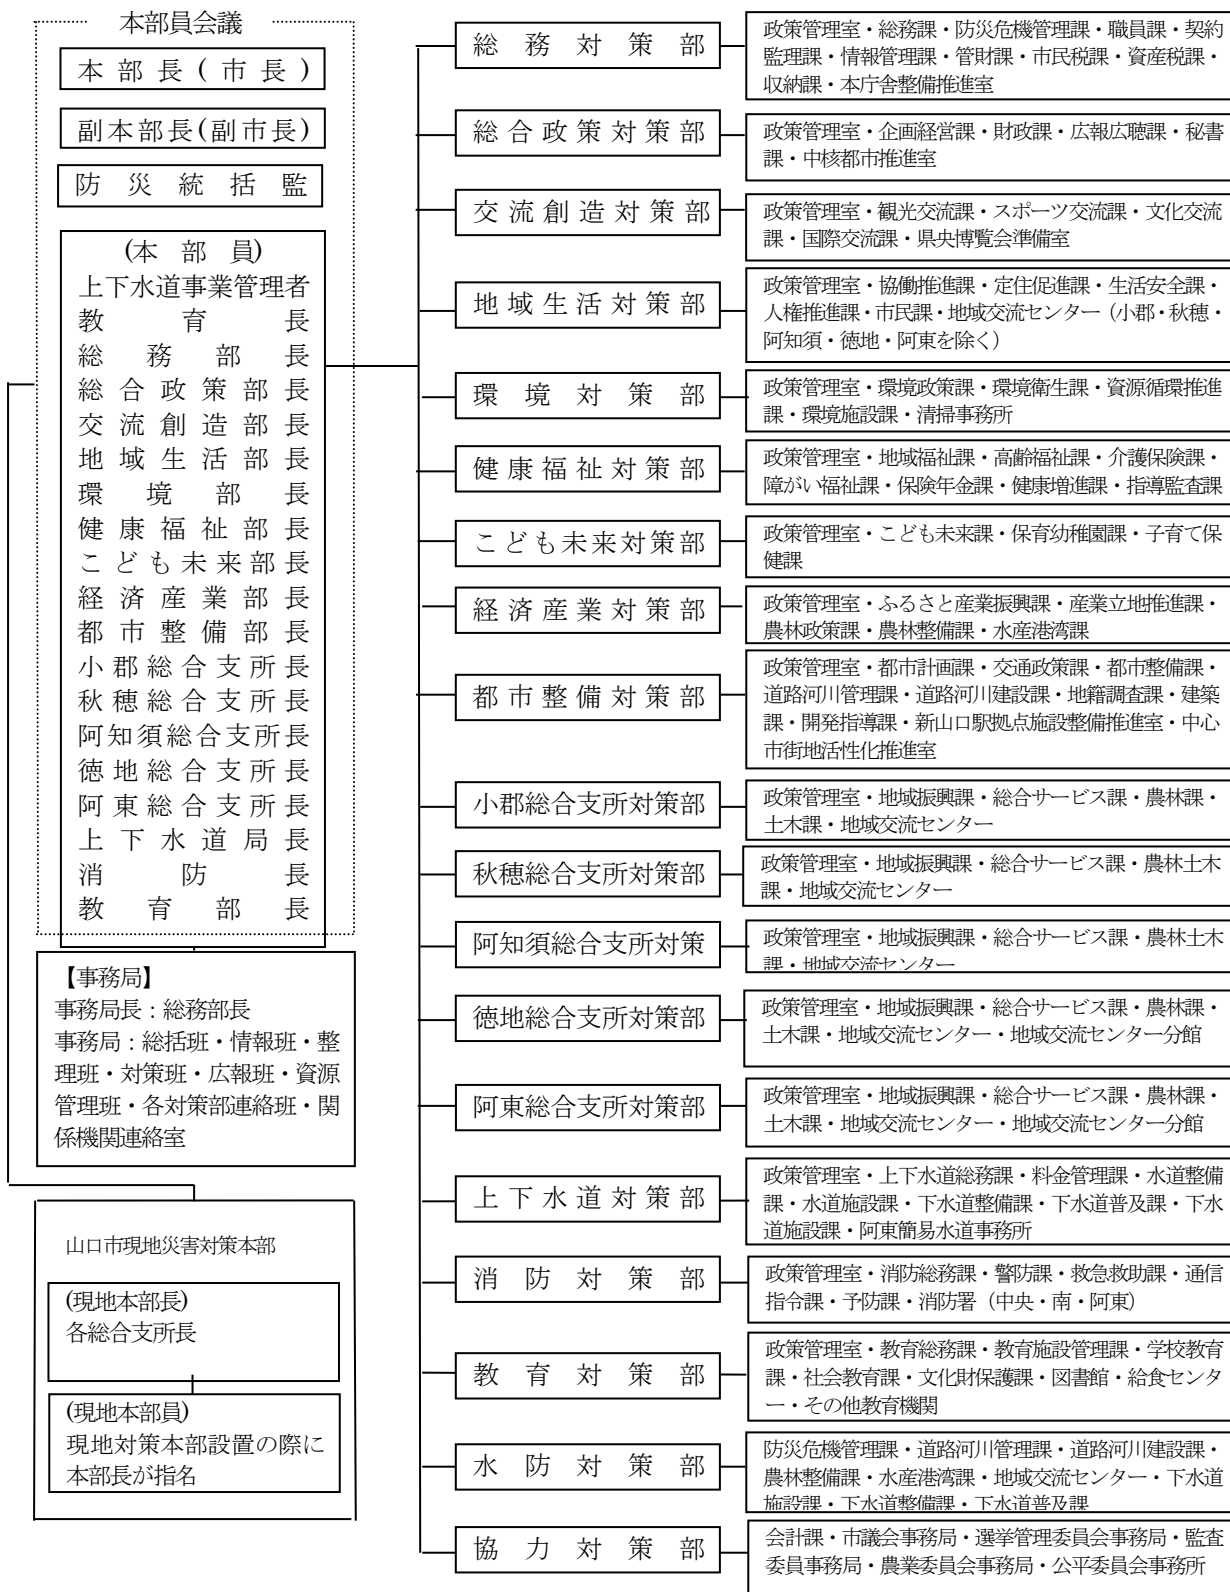 本部員会議
本部長(市長)
副本部長(副市長)
防災統括監
(本部員)
上下水道事業管理者
教育長
総務部長
総合政策部長
交流創造部長
地域生活部長
環境部長
健康福祉部長
こども未来部長
経済産業部長
都市整備部長
小郡総合支所長
秋穂総合支所長
阿知須総合支所長
徳地総合支所長
阿東総合支所長
上下水道局長
消防長
教育部長
【事務局】
事務局長：総務部長
事務局：総括班・情報班・整
理班・対策班・広報班・資源
管理班・各対策部連絡班・関
係機関連絡室
山口市現地災害対策本部
(現地本部長)
各総合支所長
(現地本部員)
現地対策本部設置の際に
本部長が指名
総務対策部
政策管理室・総務課・防災危機管理課・職員課・契約
監理課・情報管理課・管財課・市民税課・資産税課・
収納課・本庁舎整備推進室
総合政策対策部
政策管理室・企画経営課・財政課・広報広聴課・秘書
課・中核都市推進室
交流創造対策部
政策管理室・観光交流課・スポーツ交流課・文化交流
課・国際交流課・県央博覧会準備室
地域生活対策部
政策管理室・協働推進課・定住促進課・生活安全課・
人権推進課・市民課・地域交流センター（小郡・秋穂・
阿知須・徳地・阿東を除く）
環境対策部
政策管理室・環境政策課・環境衛生課・資源循環推進
課・環境施設課・清掃事務所
健康福祉対策部
政策管理室・地域福祉課・高齢福祉課・介護保険課・
障がい福祉課・保険年金課・健康増進課・指導監査課
こども未来対策部
政策管理室・こども未来課・保育幼稚園課・子育て保
健課
経済産業対策部
政策管理室・ふるさと産業振興課・産業立地推進課・
農林政策課・農林整備課・水産港湾課
都市整備対策部
政策管理室・都市計画課・交通政策課・都市整備課・
道路河川管理課・道路河川建設課・地籍調査課・建築
課・開発指導課・新山口駅拠点施設整備推進室・中心
市街地活性化推進室
小郡総合支所対策部
政策管理室・地域振興課・総合サービス課・農林課・
土木課・地域交流センター
秋穂総合支所対策部
政策管理室・地域振興課・総合サービス課・農林土木
課・地域交流センター
阿知須総合支所対策
政策管理室・地域振興課・総合サービス課・農林土木
課・地域交流センター
徳地総合支所対策部
政策管理室・地域振興課・総合サービス課・農林課・
土木課・地域交流センター・地域交流センター分館
阿東総合支所対策部
政策管理室・地域振興課・総合サービス課・農林課・
土木課・地域交流センター・地域交流センター分館
上下水道対策部
政策管理室・上下水道総務課・料金管理課・水道整備
課・水道施設課・下水道整備課・下水道普及課・下水
道施設課・阿東簡易水道事務所
消防対策部
政策管理室・消防総務課・警防課・救急救助課・通信
指令課・予防課・消防署（中央・南・阿東）
教育対策部
政策管理室・教育総務課・教育施設管理課・学校教育
課・社会教育課・文化財保護課・図書館・給食センタ
ー・その他教育機関
水防対策部
防災危機管理課・道路河川管理課・道路河川建設課・
農林整備課・水産港湾課・地域交流センター・下水道
施設課・下水道整備課・下水道普及課
協力対策部
会計課・市議会事務局・選挙管理委員会事務局・監査
委員事務局・農業委員会事務局・公平委員会事務所